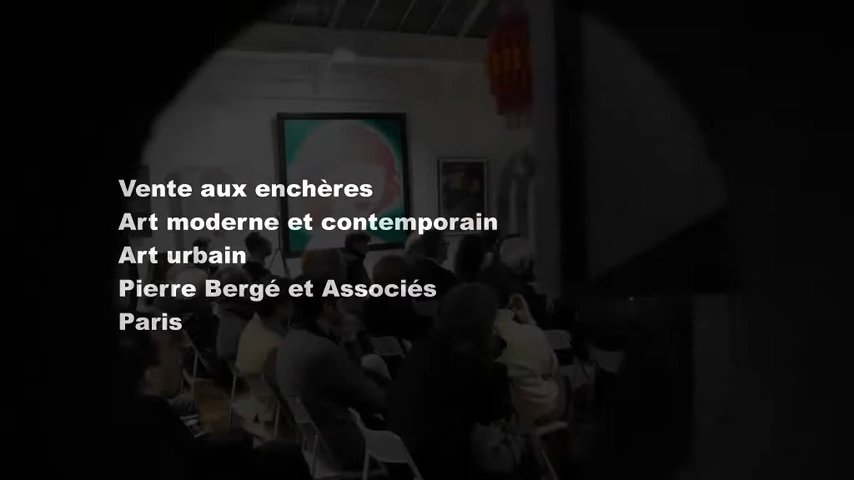 Vente aux enchères
Art moderne et contemporain
Art urbain
Pierre Bergé et Associés
Paris